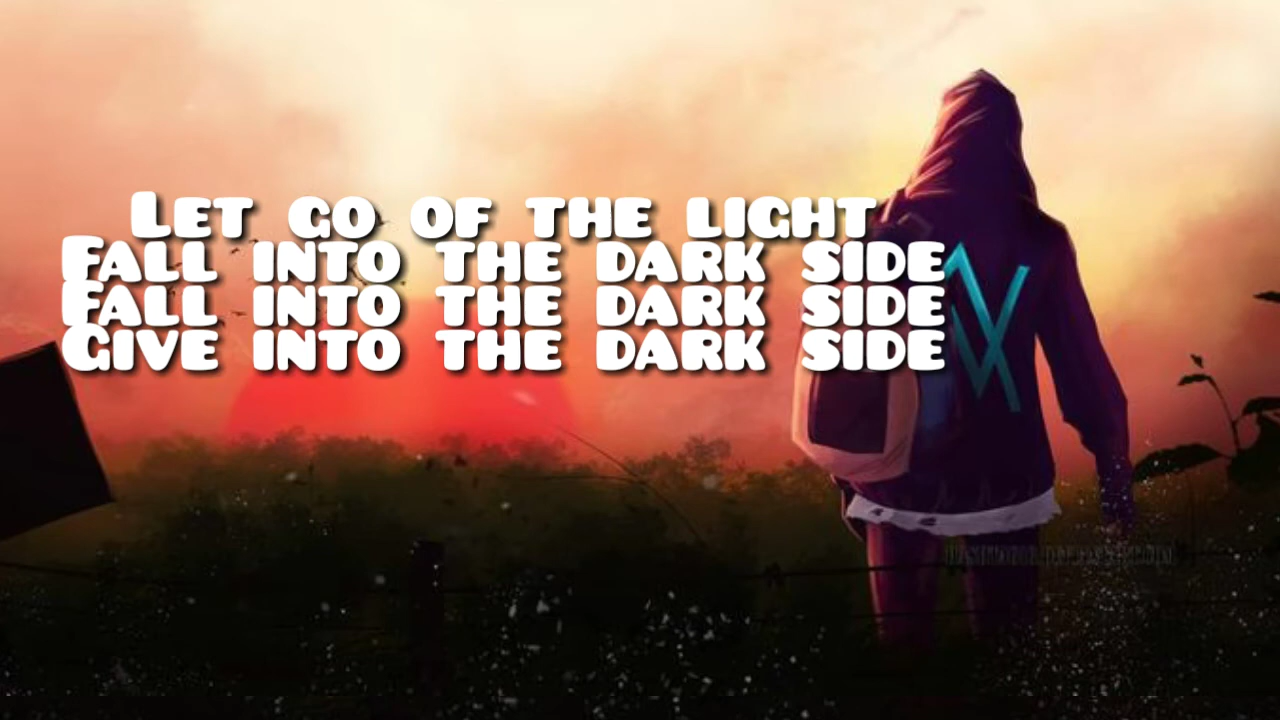 Let go of the light
Fall into the dark side
Fall into the dark side
Give into the dark side